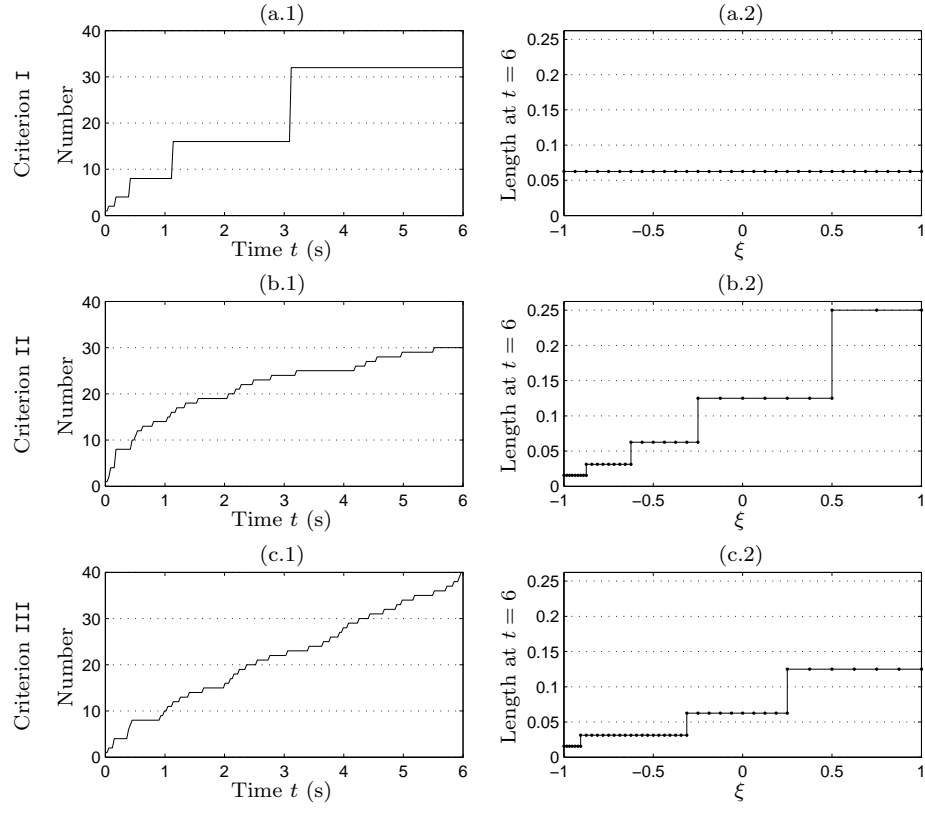 (a.1)
(a.2)
Criterion I
Number
40
30
20
10
0
0 1 2 3 4 5 6
Time t (s)
Length at t = 6
0.25
0.2
0.15
0.1
0.05
0
−1 −0.5 0 0.5 1
ξ
(b.1)
(b.2)
Criterion II
Number
40
30
20
10
0
0 1 2 3 4 5 6
Time t (s)
Length at t = 6
0.25
0.2
0.15
0.1
0.05
0
−1 −0.5 0 0.5 1
ξ
(c.1)
(c.2)
Criterion III
Number
40
30
20
10
0
0 1 2 3 4 5 6
Time t (s)
Length at t = 6
0.25
0.2
0.15
0.1
0.05
0
−1 −0.5 0 0.5 1
ξ